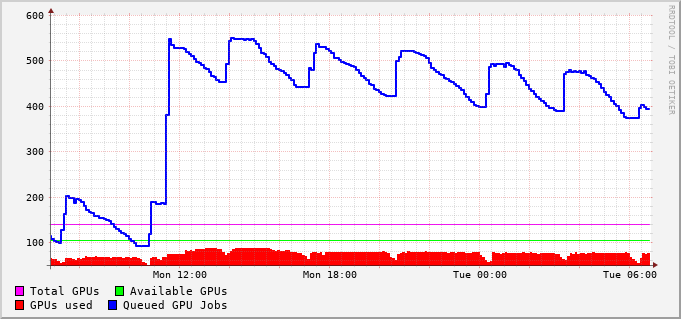 600
500
400
300
200
100
Mon 12:00 Mon 18:00 Tue 00:00 Tue 06:00
Total GPUs Available GPUs
GPUs used Queued GPU Jobs
RRDTOOL / TOBI OETIKER